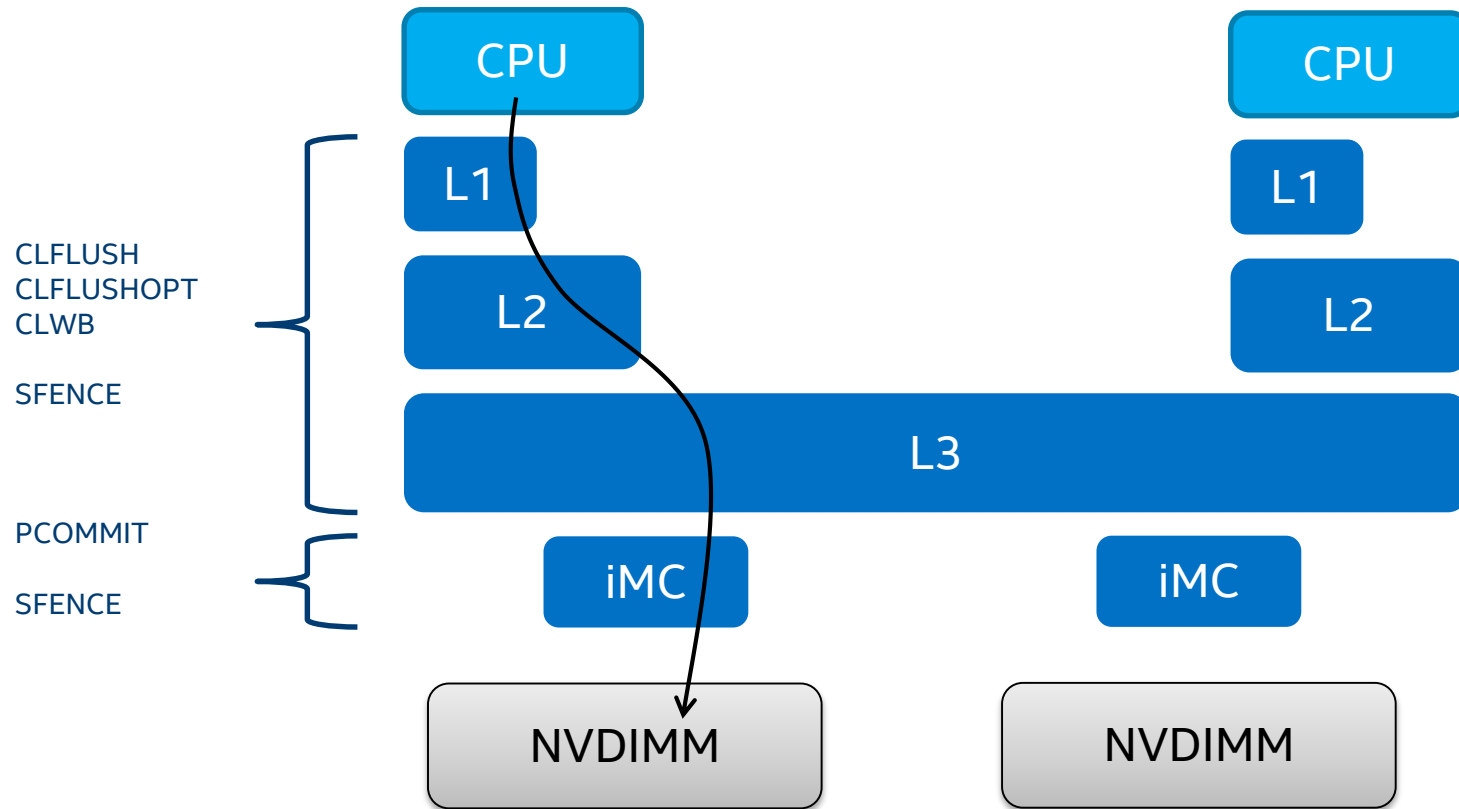 CPU
CPU
L1
L1
CLFLUSH
CLFLUSHOPT
CLWB
SFENCE
L2
L2
L3
PCOMMIT
SFENCE
iMC
iMC
NVDIMM
NVDIMM